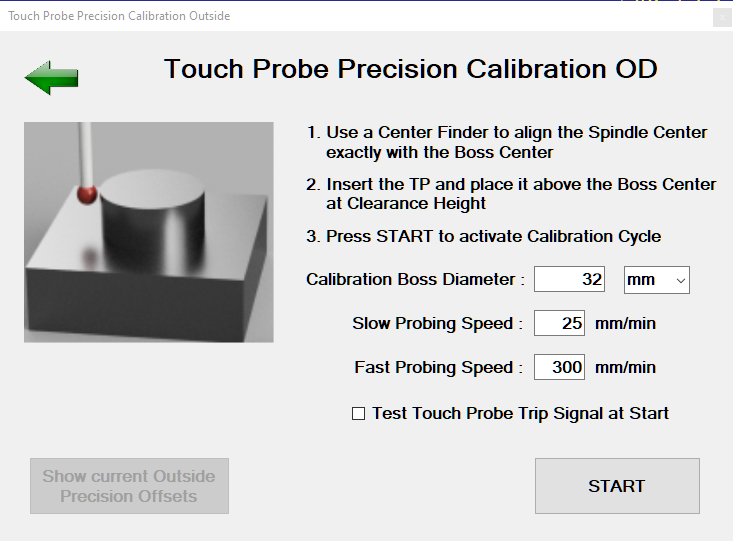 Touch Probe Precision Calibration Outside
x
Touch Probe Precision Calibration OD
1. Use a Center Finder to align the Spindle Center
exactly with the Boss Center
2. Insert the TP and place it above the Boss Center
at Clearance Height
3. Press START to activate Calibration Cycle
Calibration Boss Diameter : 32 mm
Slow Probing Speed : 25 mm/min
Fast Probing Speed : 300 mm/min
Test Touch Probe Trip Signal at Start
Show current Outside
Precision Offsets
START